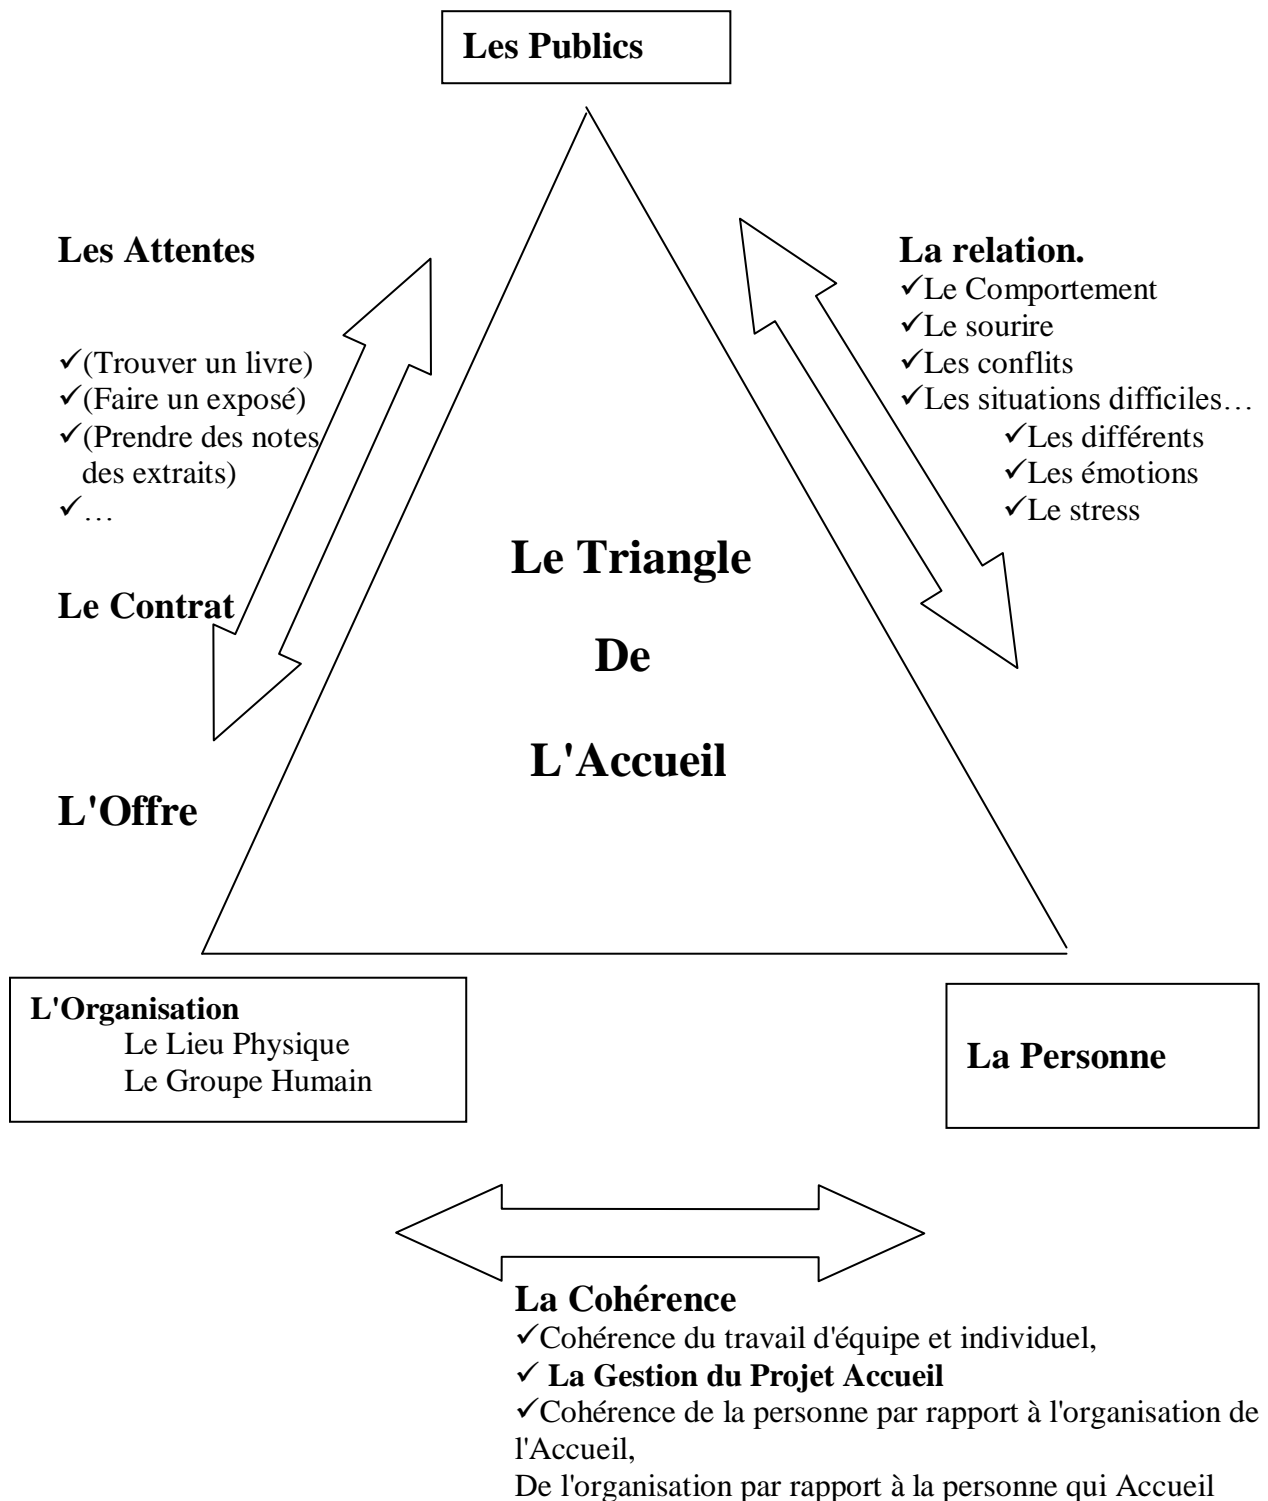 Les Publics
Les Attentes
✓(Trouver un livre)
✓(Faire un exposé)
✓(Prendre des notes
des extraits)
✓…
Le Contrat
L'Offre
La relation.
✓Le Comportement
✓Le sourire
✓Les conflits
✓Les situations difficiles…
✓Les différents
✓Les émotions
✓Le stress
Le Triangle
De
L'Accueil
L'Organisation
Le Lieu Physique
Le Groupe Humain
La Personne
La Cohérence
✓Cohérence du travail d'équipe et individuel,
✓ La Gestion du Projet Accueil
✓Cohérence de la personne par rapport à l'organisation de
l'Accueil,
De l'organisation par rapport à la personne qui Accueil